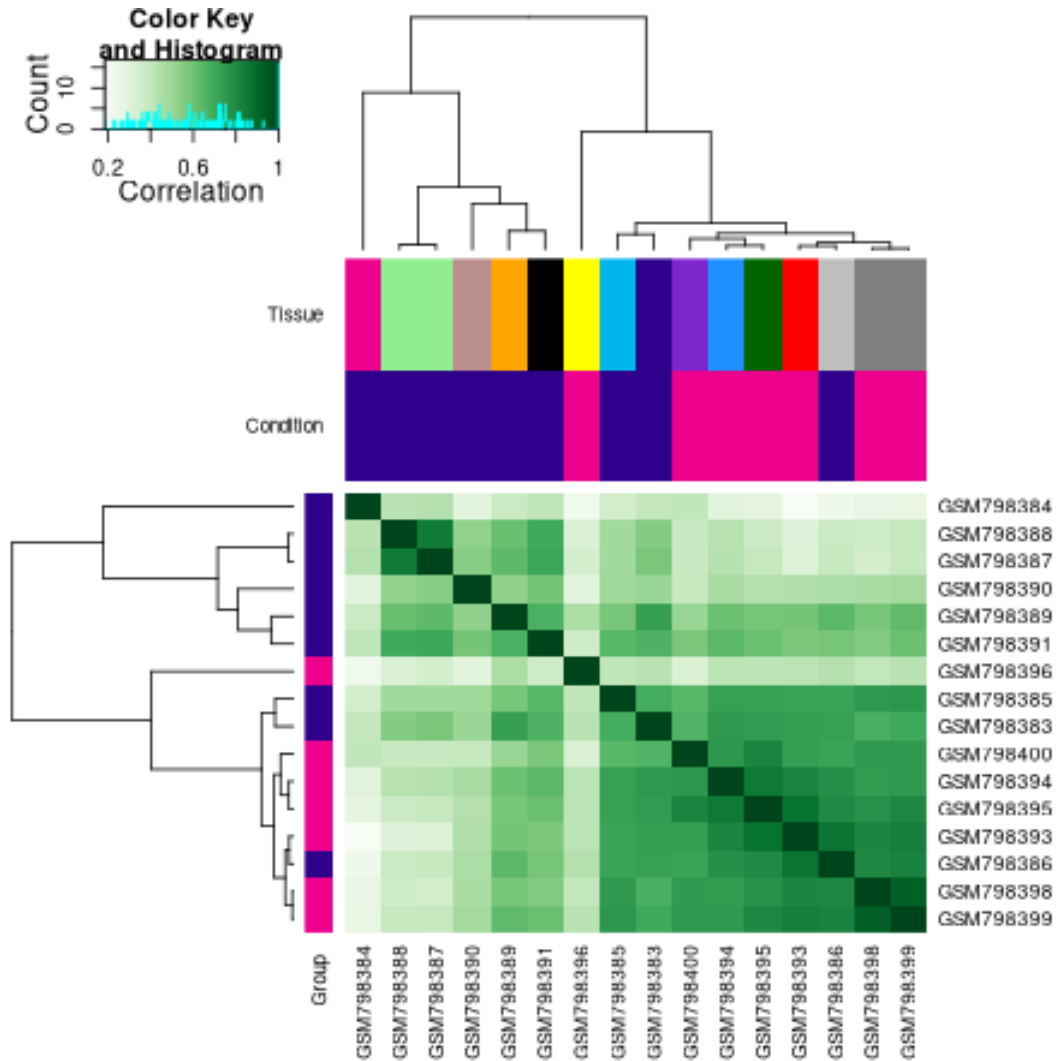 Color Key
and Histogram
Count
0 10
0.2 0.6 1
Correlation
Tissue
Condition
GSM798384
GSM798388
GSM798387
GSM798390
GSM798389
GSM798391
GSM798396
GSM798385
GSM798383
GSM798400
GSM798394
GSM798395
GSM798393
GSM798386
GSM798398
GSM798399
Group
GSM798384
GSM798388
GSM798387
GSM798390
GSM798389
GSM798391
GSM798396
GSM798385
GSM798383
GSM798400
GSM798394
GSM798395
GSM798393
GSM798386
GSM798398
GSM798399